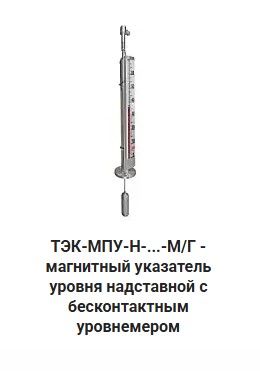 ТЭК-МПУ-Н-...-М/Г -
магнитный указатель
уровня надставной с
бесконтактным
уровнемером